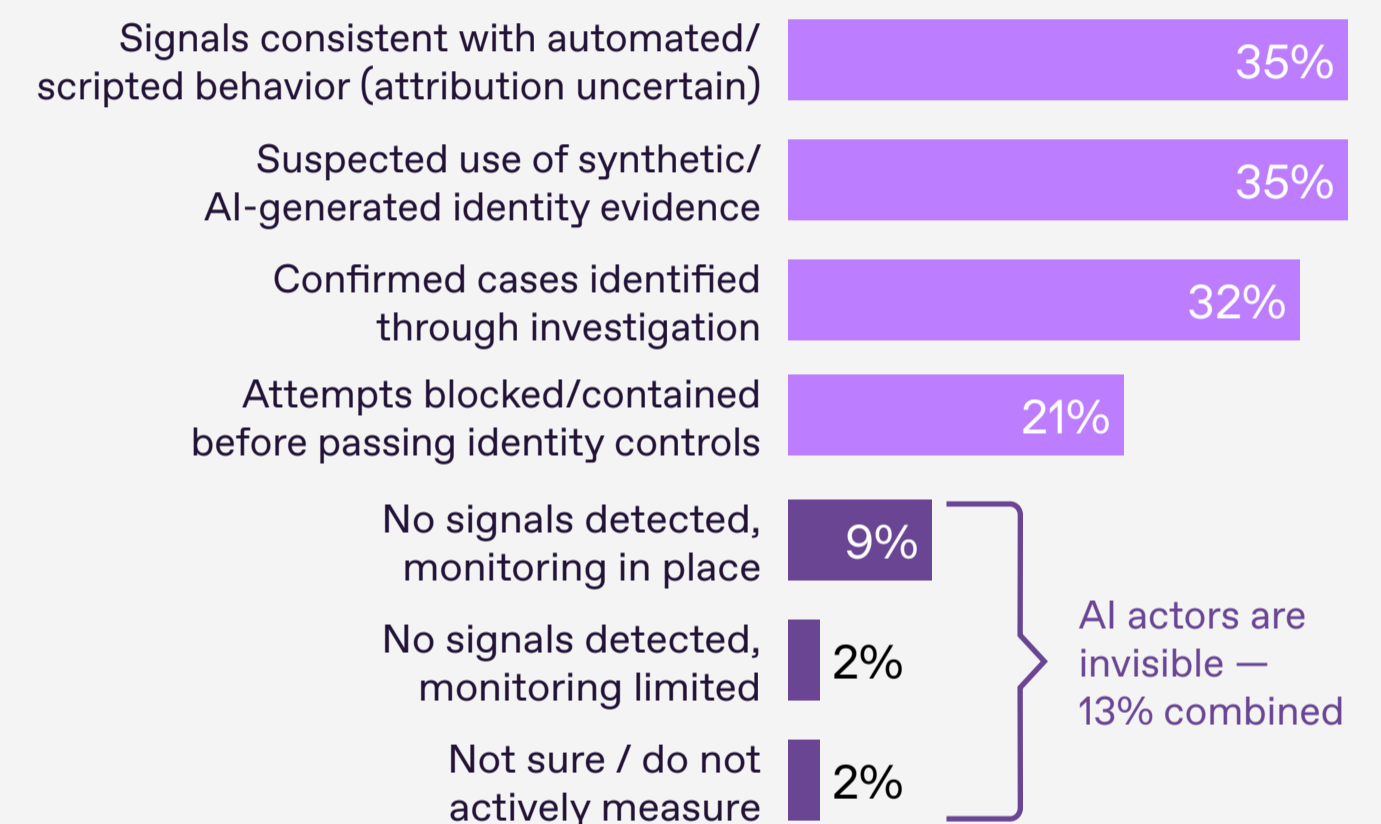 Signals consistent with automated/
scripted behavior (attribution uncertain)
35%
Suspected use of synthetic/
AI-generated identity evidence
35%
Confirmed cases identified
through investigation
32%
Attempts blocked/contained
before passing identity controls
21%
No signals detected,
monitoring in place
9%
No signals detected,
monitoring limited
2%
Not sure / do not
actively measure
2%
AI actors are
invisible —
13% combined